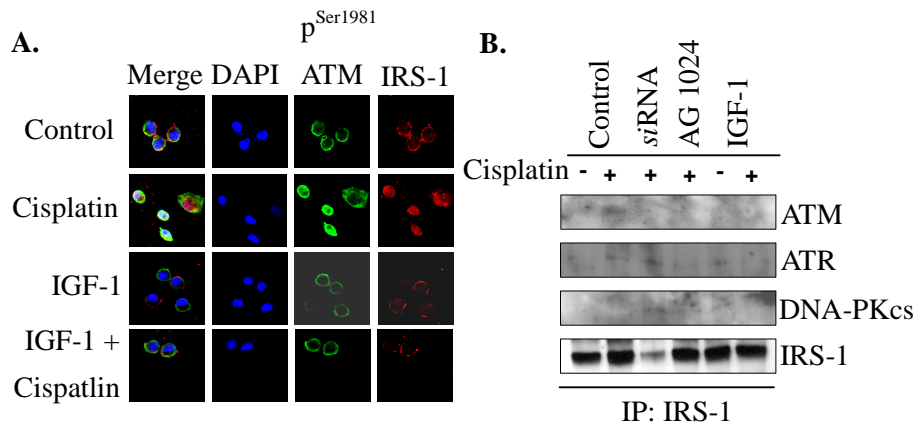 A.
pSer1981
Merge DAPI ATM IRS-1
Control
Cisplatin
IGF-1
IGF-1 +
Cispatlin
B.
Control
siRNA
AG 1024
IGF-1
Cisplatin - + + + - +
ATM
ATR
DNA-PKcs
IRS-1
IP: IRS-1